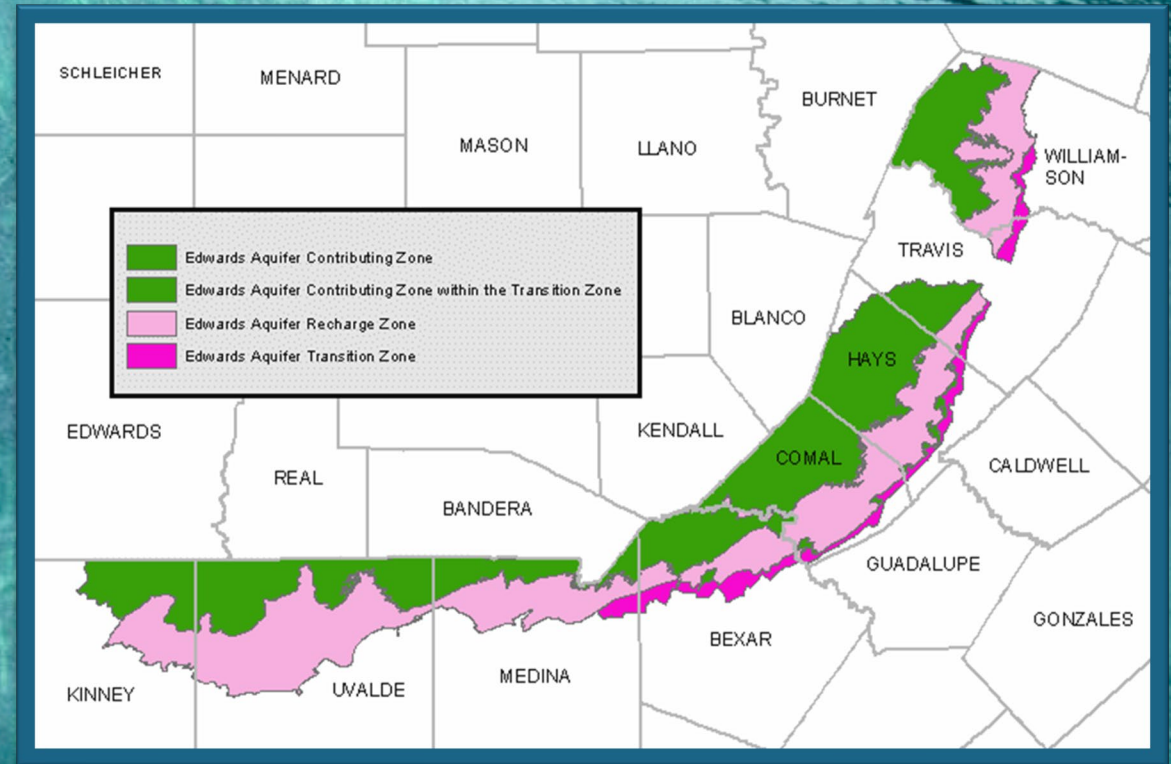 SCHLEICHER
MENARD
MASON
LLANO
BURNET
WILLIAM-
SON
TRAVIS
Edwards Aquifer Contributing Zone
Edwards Aquifer Contributing Zone within the Transition Zone
Edwards Aquifer Recharge Zone
Edwards Aquifer Transition Zone
BLANCO
HAYS
EDWARDS
REAL
BANDERA
KENDALL
COMAL
CALDWELL
GUADALUPE
GONZALES
KINNEY
UVALDE
MEDINA
BEXAR